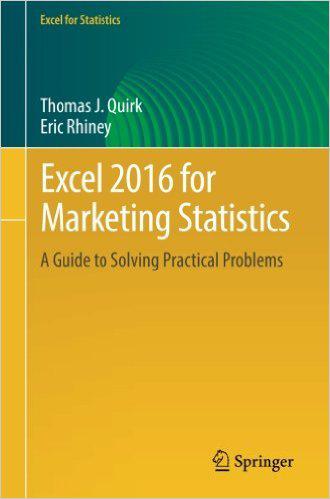 Excel for Statistics
Thomas J. Quirk
Eric Rhiney
Excel 2016 for
Marketing Statistics
A Guide to Solving Practical Problems
Springer